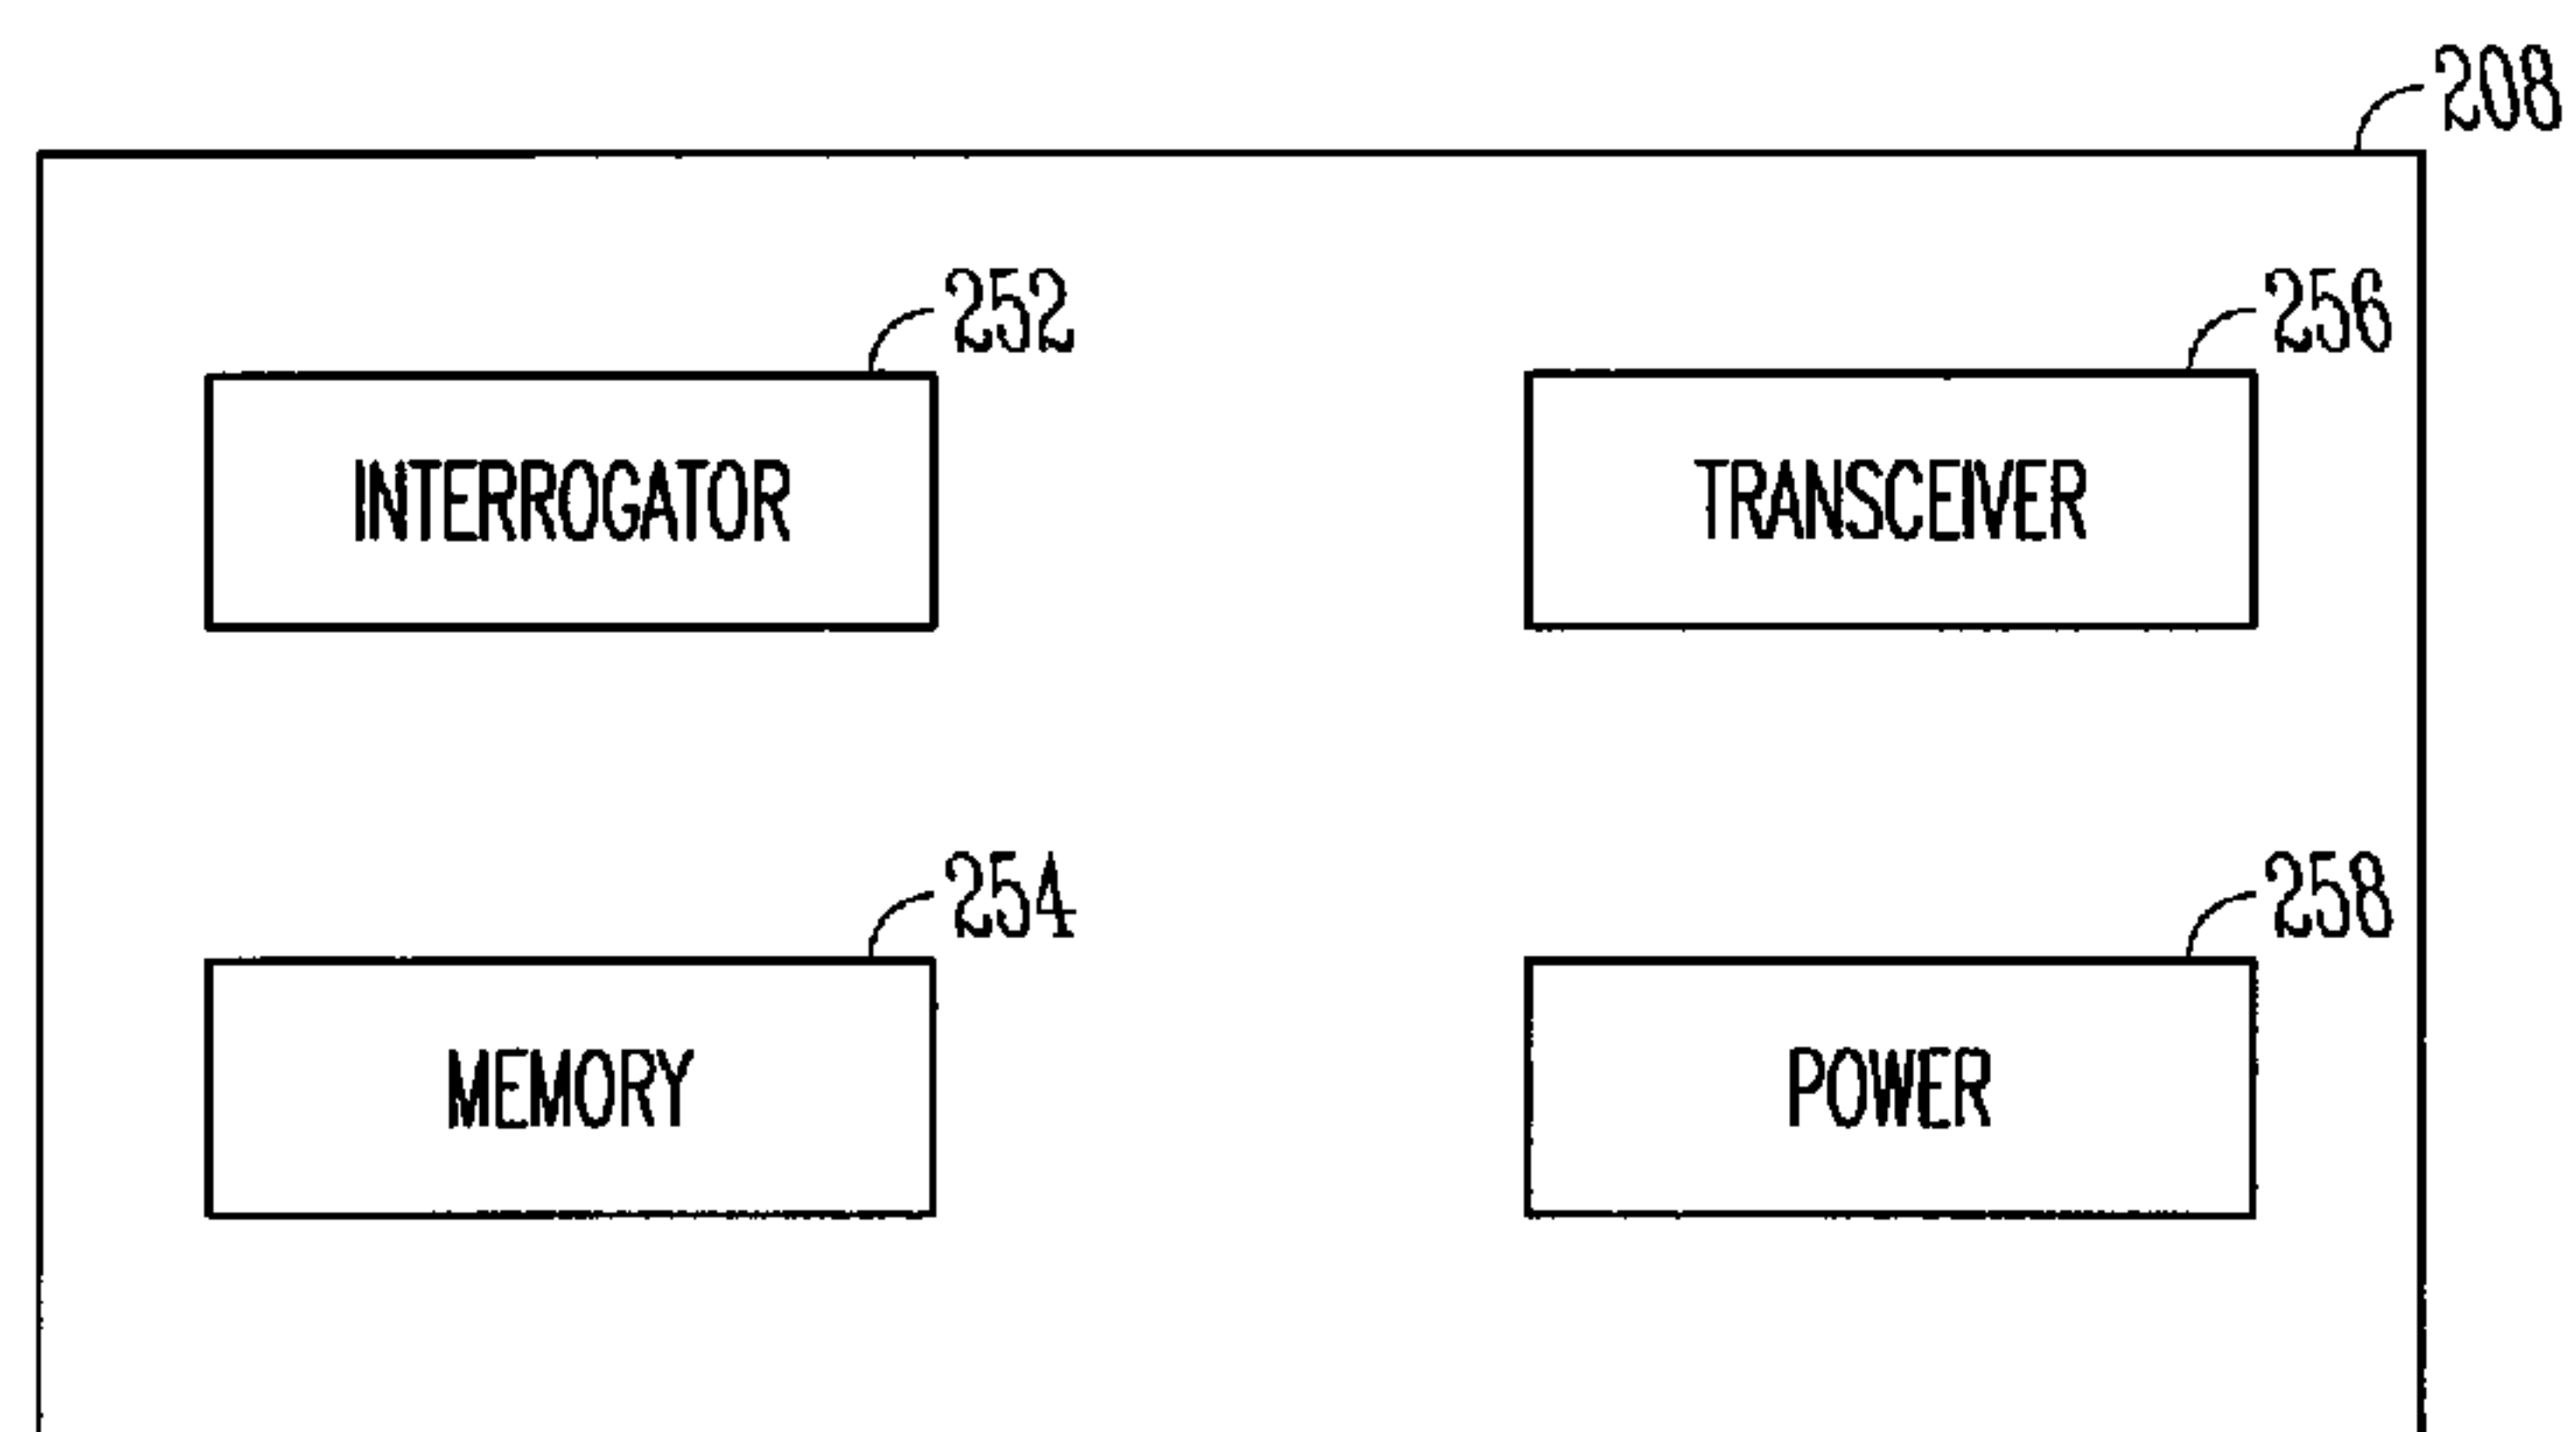 208
252
256
INTERROGATOR
TRANSCEIVER
254
258
MEMORY
POWER